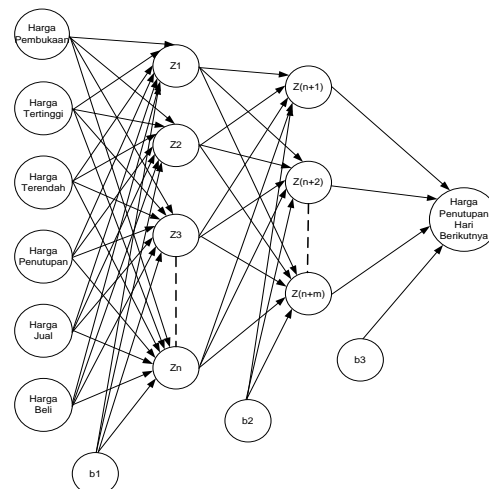 Harga
Pembukaan
Harga
Tertinggi
Harga
Terendah
Harga
Penutupan
Harga
Jual
Harga
Beli
b1
Z1
Z2
Z3
Zn
b2
Z(n+1)
Z(n+2)
Z(n+m)
b3
Harga
Penutupan
Hari
Berikutnya